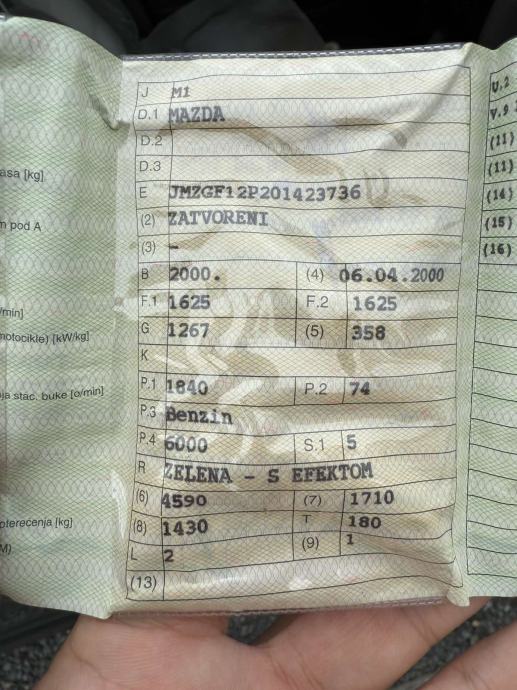 J M1
D.1 MAZDA
D.2
D.3
asa [kg]
E JMZGF12P201423736
m pod A
(2) ZATVORENI
(3) -
B 2000. (4) 06.04.2000
F.1 1625 F.2 1625
/min]
G 1267 (5) 358
motocikle) [kW/kg]
K
P.1 1840 P.2 74
ja stac. buke [o/min]
P.3 Benzin
P.4 6000 S.1 5
R ZELENA - S EFEKTOM
(6) 4590 (7) 1710
(8) 1430 T 180
opterećenja [kg]
L 2 (9) 1
M)
(13)
U.2
V.9
(11)
(11)
(14)
(15)
(16)